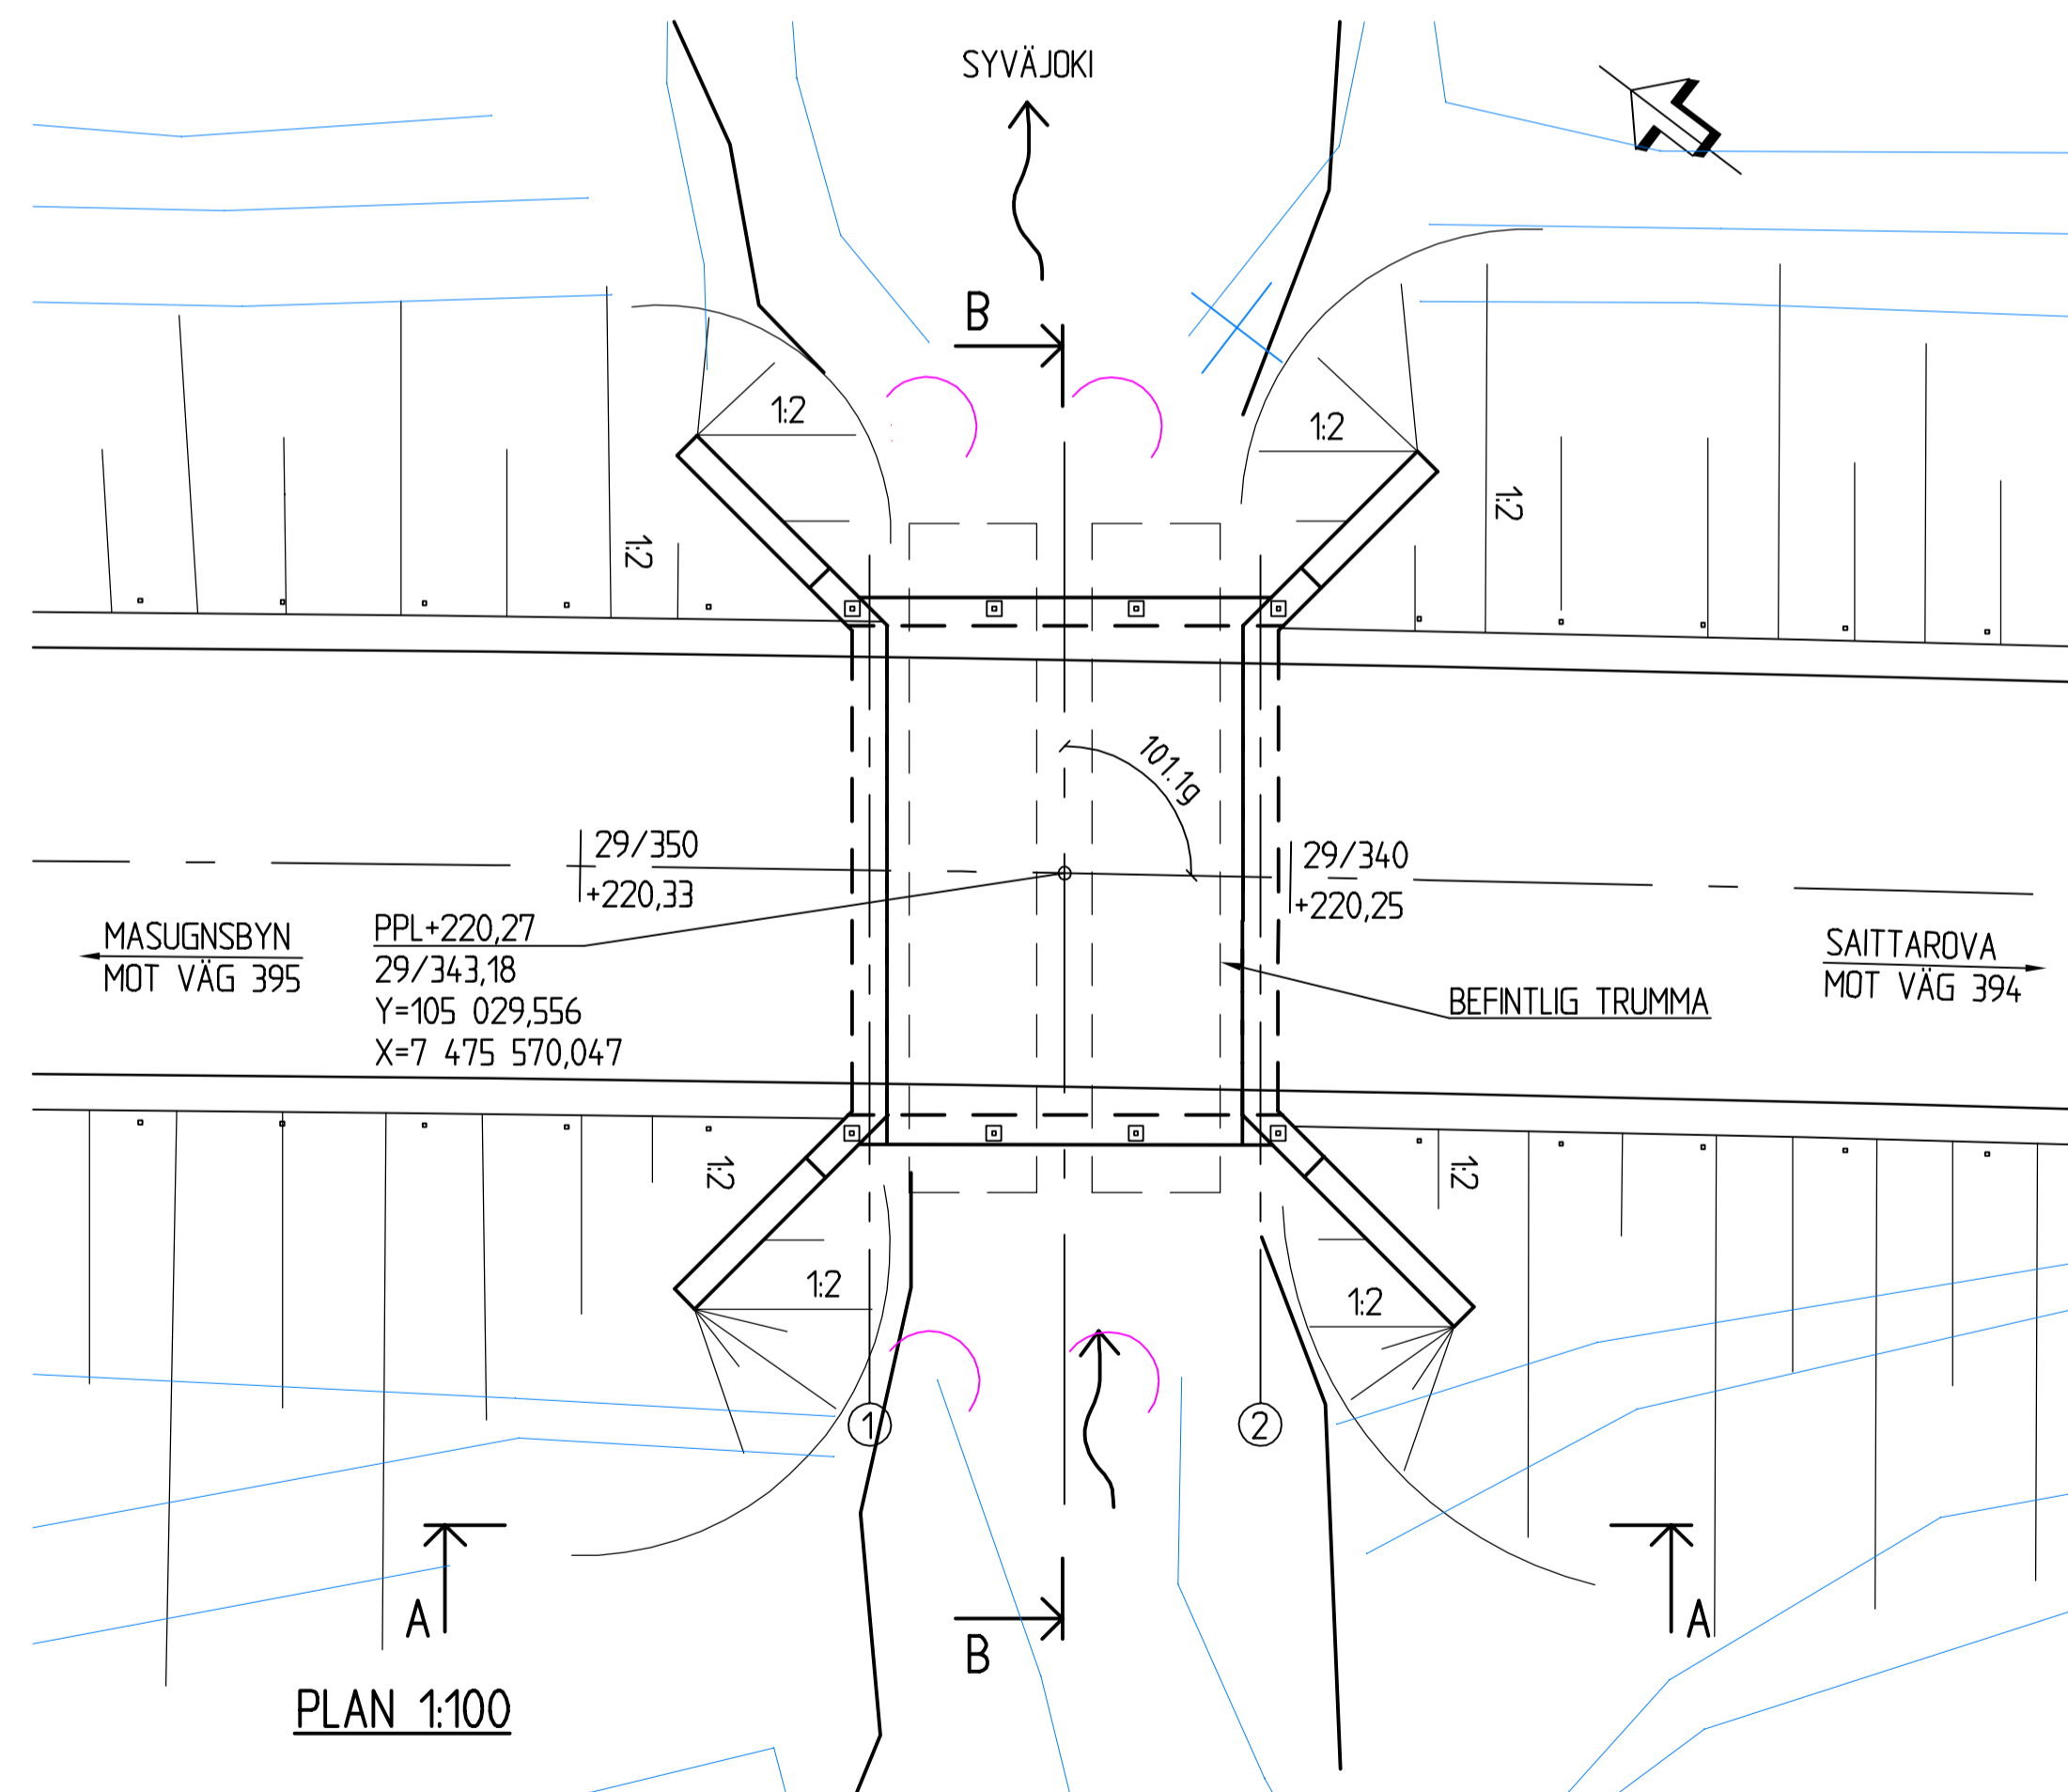 SYVÄJOKI
B
1:2
1:2
1:2
1:2
101.1g
29/350
+220,33
29/340
+220,25
MASUGNSBYN
MOT VÄG 395
PPL+220,27
29/343,18
Y=105 029,556
X=7 475 570,047
SAITTAROVA
MOT VÄG 394
BEFINTLIG TRUMMA
1:2
1:2
1:2
1:2
1
2
A
B
A
PLAN 1:100